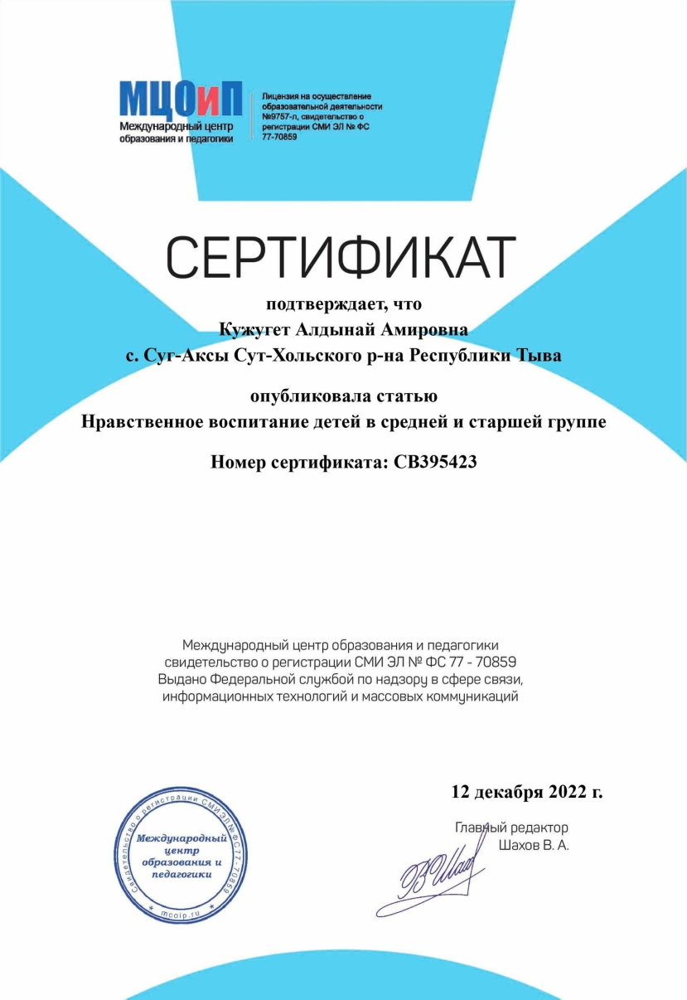 МЦОиП
Международный центр
образования и педагогики
Лицензия на осуществление
образовательной деятельности
№9757-л, свидетельство о
регистрации СМИ ЭЛ № ФС
77-70859
СЕРТИФИКАТ
подтверждает, что
Кужугет Алдынай Амировна
с. Суг-Аксы Сут-Хольского р-на Республики Тыва
опубликовала статью
Нравственное воспитание детей в средней и старшей группе
Номер сертификата: СВ395423
Международный центр образования и педагогики
свидетельство о регистрации СМИ ЭЛ № ФС 77 - 70859
Выдано Федеральной службой по надзору в сфере связи,
информационных технологий и массовых коммуникаций
12 декабря 2022 г.
Главный редактор
Шахов В. А.
Свидетельство о регистрации СМИ ЭЛ № ФС 77 - 70859
Международный
центр
образования и
педагогики
* mcoip.ru *